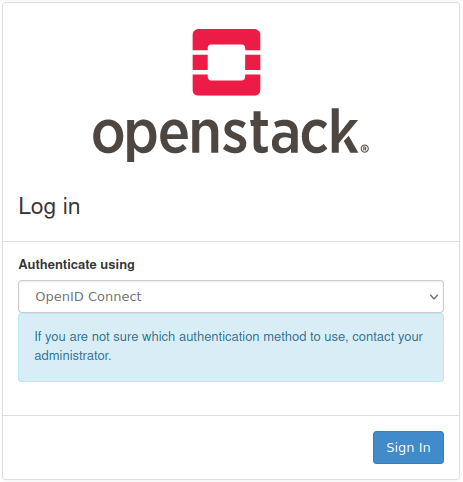 openstack®
Log in
Authenticate using
OpenID Connect
If you are not sure which authentication method to use, contact your
administrator.
Sign In